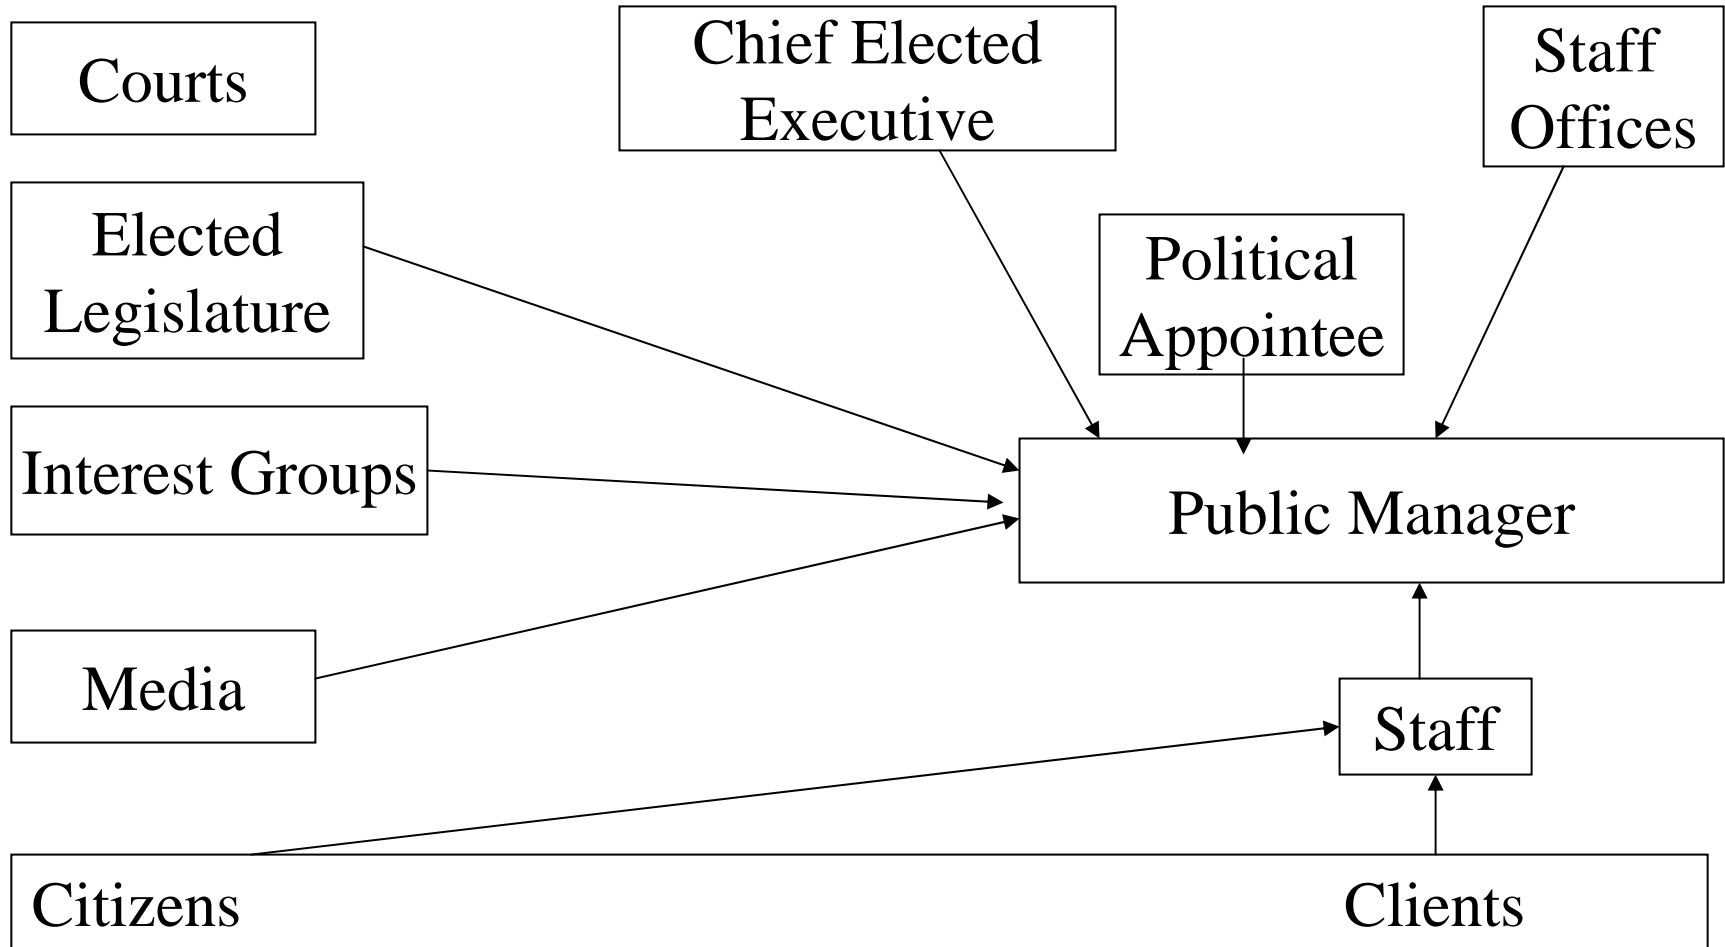 Courts
Chief Elected
Executive
Staff
Offices
Elected
Legislature
Political
Appointee
Interest Groups
Public Manager
Media
Staff
Citizens
Clients